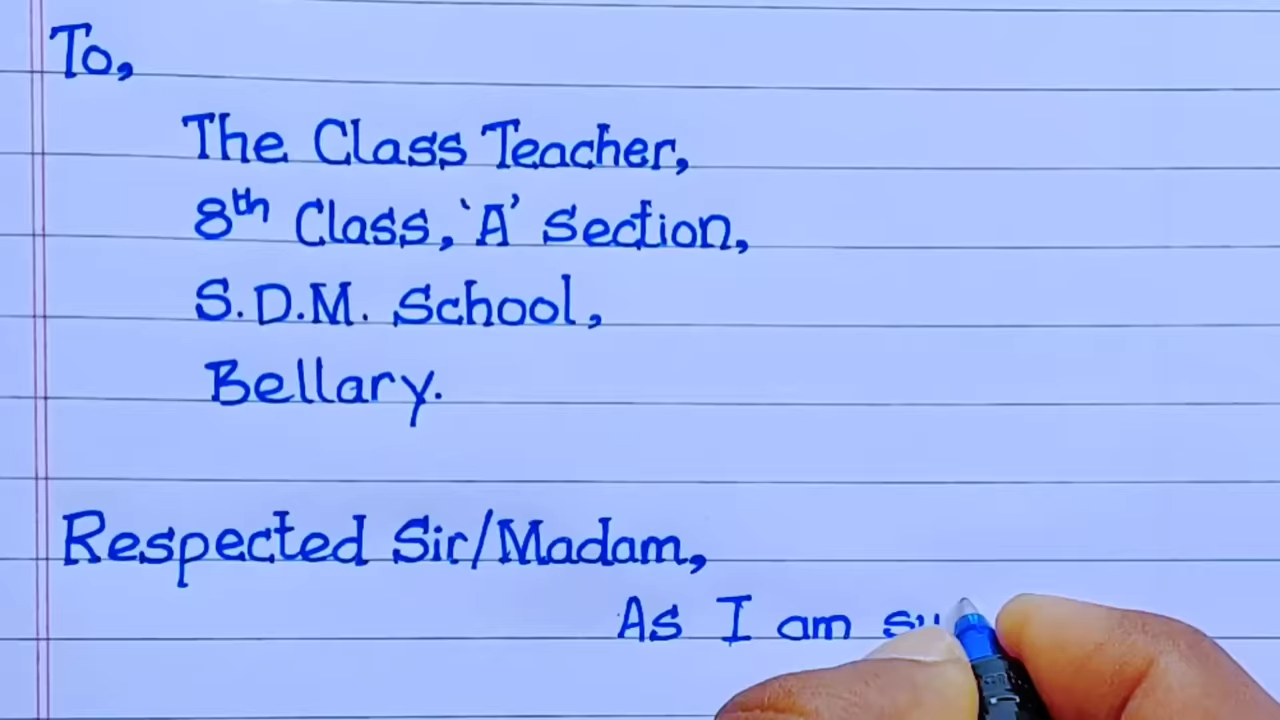 To,
The Class Teacher,
8th Class, 'A' Section,
S.D.M. School,
Bellary.
Respected Sir/Madam,
As I am